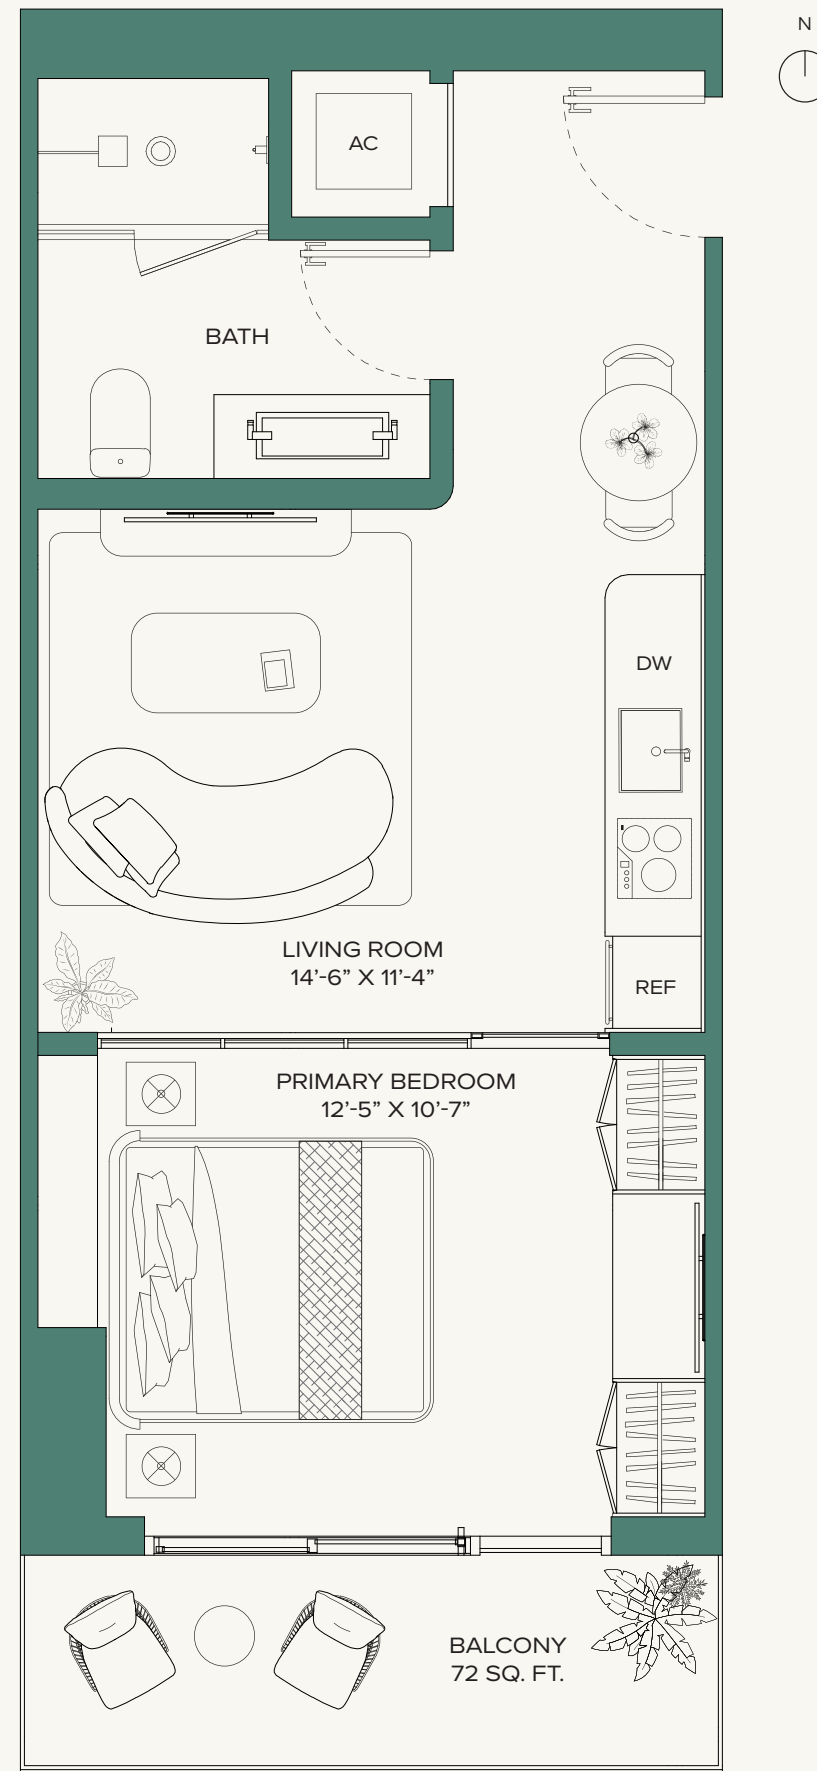 N
AC
BATH
DW
LIVING ROOM
14’-6” X 11’-4”
REF
PRIMARY BEDROOM
12’-5” X 10’-7”
BALCONY
72 SQ. FT.